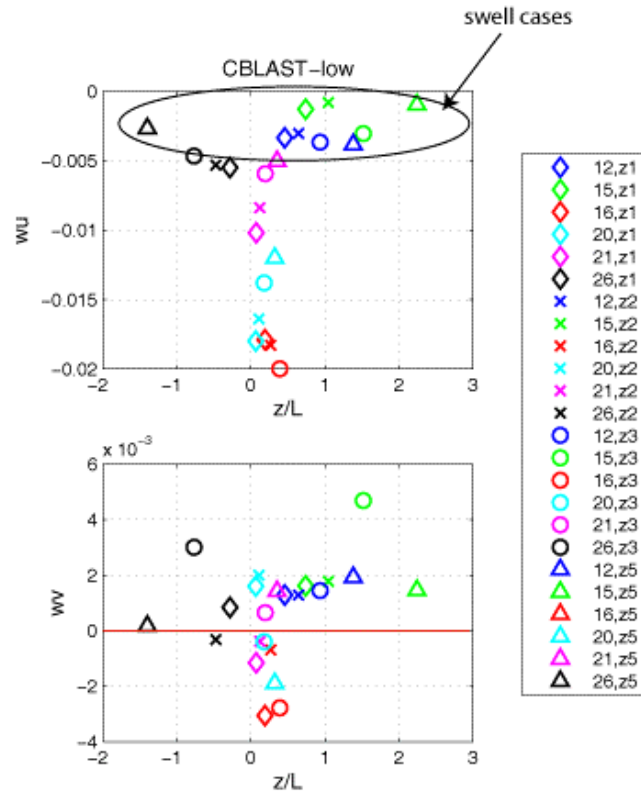 swell cases
CBLAST-low
0
-0.005
-0.01
-0.015
-0.02
wu
-2 -1 0 1 2 3
z/L
x 10^-3
6
4
2
0
-2
-4
wv
-2 -1 0 1 2 3
z/L
12,z1
15,z1
16,z1
20,z1
21,z1
26,z1
12,z2
15,z2
16,z2
20,z2
21,z2
26,z2
12,z3
15,z3
16,z3
20,z3
21,z3
26,z3
12,z5
15,z5
16,z5
20,z5
21,z5
26,z5